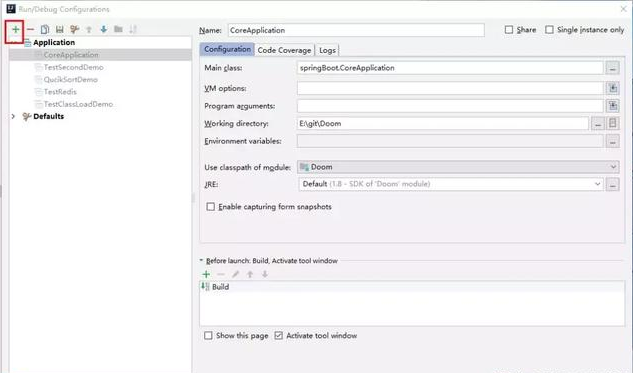 Run/Debug Configurations
Name: CoreApplication Share Single instance only
Application
CoreApplication
TestSecondDemo
QucikSortDemo
TestRedis
TestClassLoadDemo
Defaults
Configuration Code Coverage Logs
Main class: springBoot.CoreApplication ...
VM options:
Program arguments:
Working directory: E:\git\Doom ...
Environment variables: ...
Use classpath of module: Doom
JRE: Default (1.8 - SDK of 'Doom' module) ...
Enable capturing form snapshots
Before launch: Build, Activate tool window
Build
Show this page Activate tool window